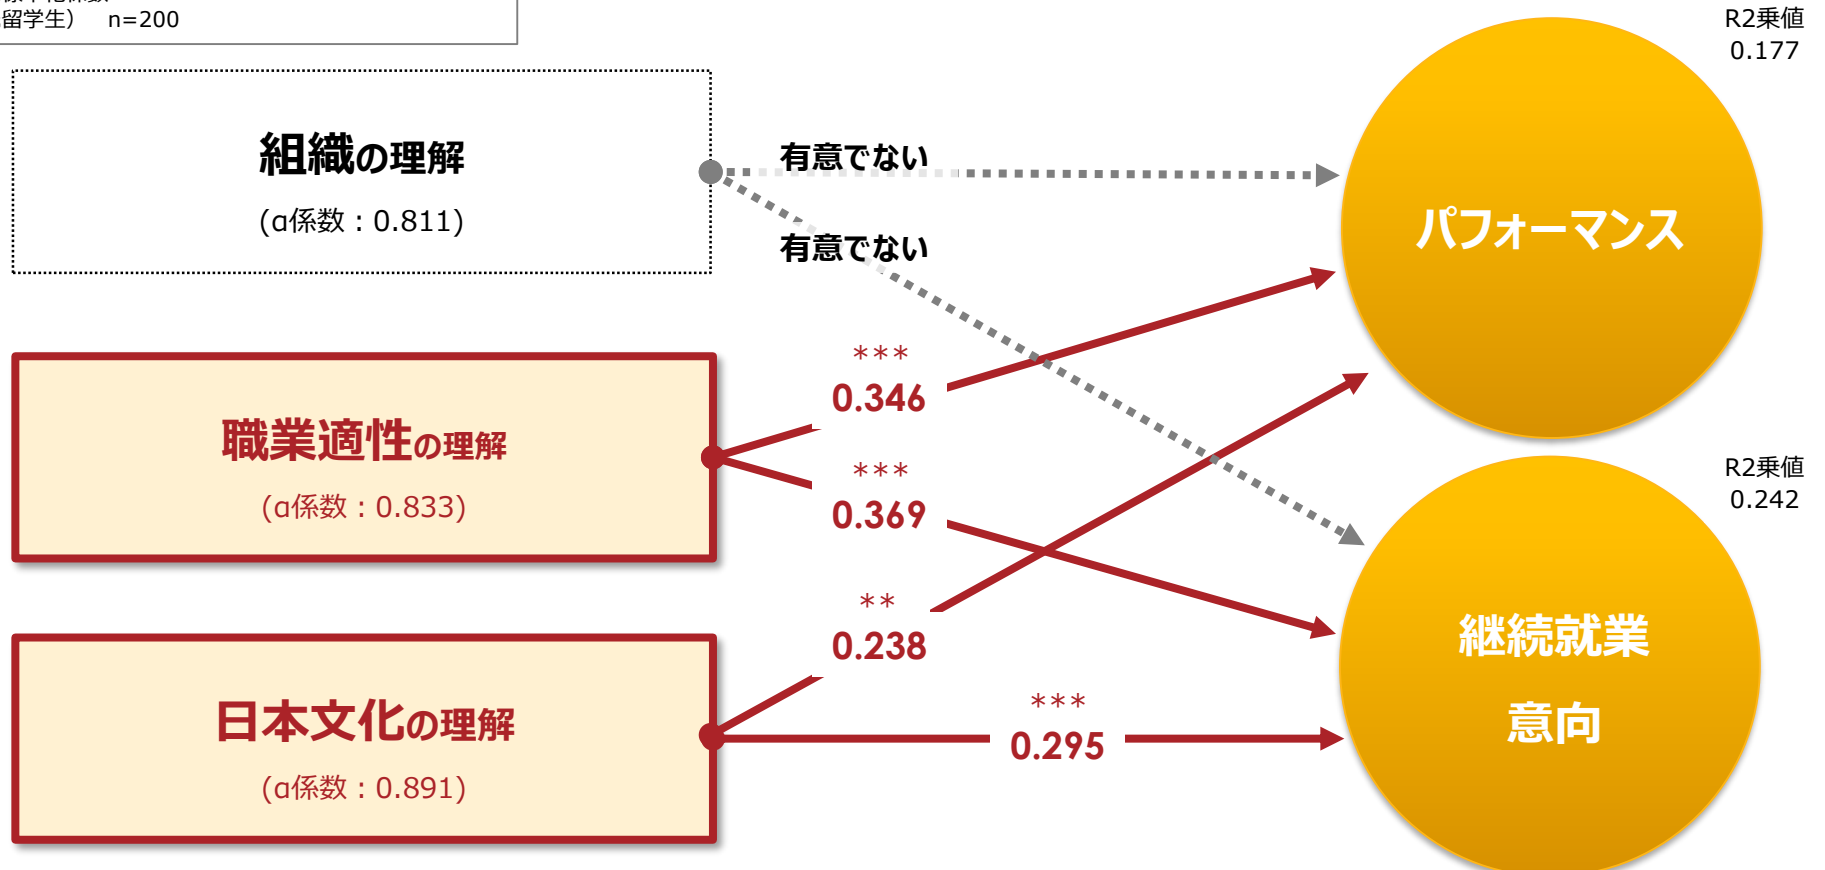 留学生） n=200
R2乗値
0.177
組織の理解
(α係数：0.811)
有意でない
有意でない
パフォーマンス
***
0.346
職業適性の理解
(α係数：0.833)
***
0.369
R2乗値
0.242
**
0.238
継続就業
意向
日本文化の理解
(α係数：0.891)
***
0.295